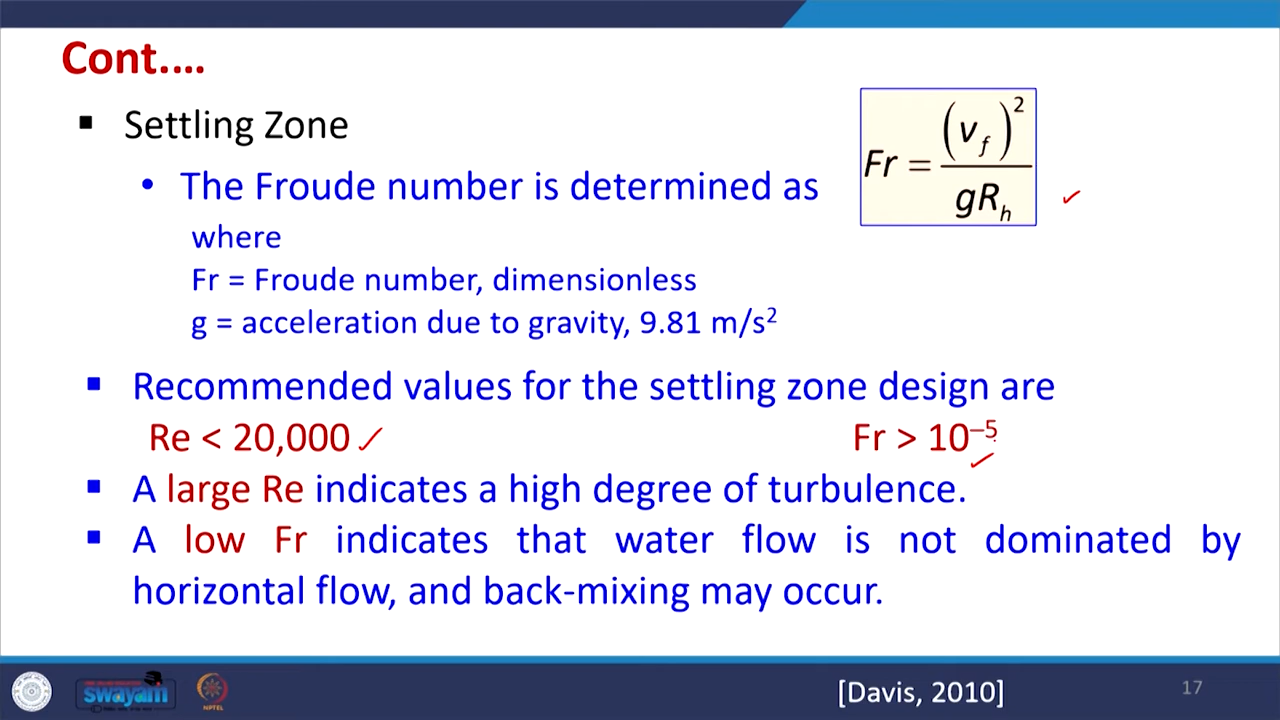 Cont....
▪ Settling Zone
• The Froude number is determined as
Fr = (v_f)^2 / gR_h
where
Fr = Froude number, dimensionless
g = acceleration due to gravity, 9.81 m/s²
▪ Recommended values for the settling zone design are
Re < 20,000 Fr > 10⁻⁵
▪ A large Re indicates a high degree of turbulence.
▪ A low Fr indicates that water flow is not dominated by
horizontal flow, and back-mixing may occur.
swayam
NPTEL
[Davis, 2010]
17